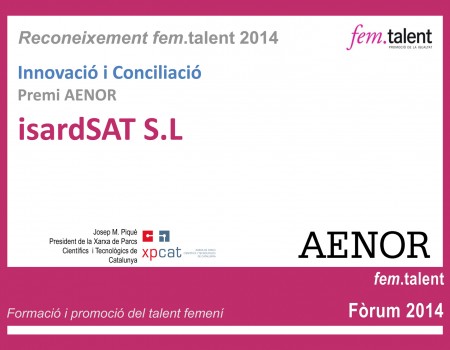 Reconeixement fem.talent 2014
fem.talent
PROMOCIÓ DE LA IGUALTAT
Innovació i Conciliació
Premi AENOR
isardSAT S.L
Josep M. Piqué
President de la Xarxa de Parcs
Científics i Tecnològics de
Catalunya
xpcat
AENOR
fem.talent
Formació i promoció del talent femení
Fòrum 2014